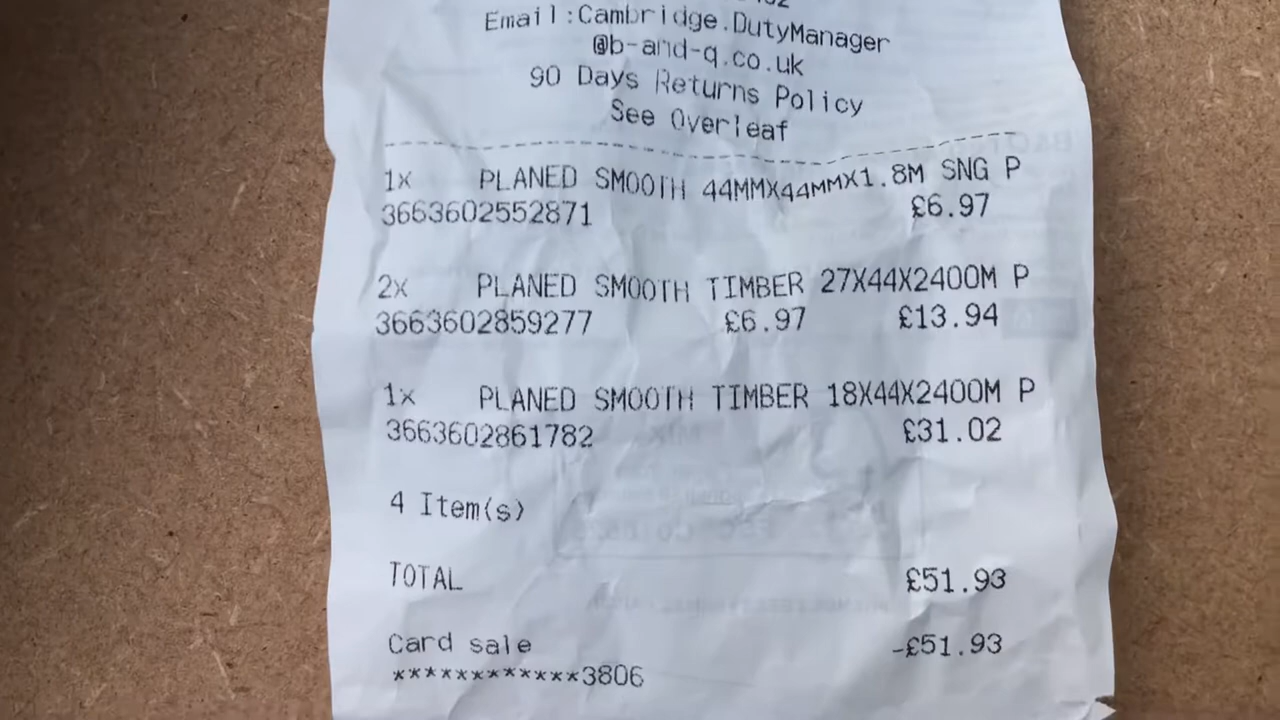 Email:Cambridge.DutyManager
@b-and-q.co.uk
90 Days Returns Policy
See Overleaf
1x PLANED SMOOTH 44MMX44MMX1.8M SNG P
3663602552871 £6.97
2x PLANED SMOOTH TIMBER 27X44X2400M P
3663602859277 £6.97 £13.94
1x PLANED SMOOTH TIMBER 18X44X2400M P
3663602861782 £31.02
4 Item(s)
TOTAL £51.93
Card sale -£51.93
************3806